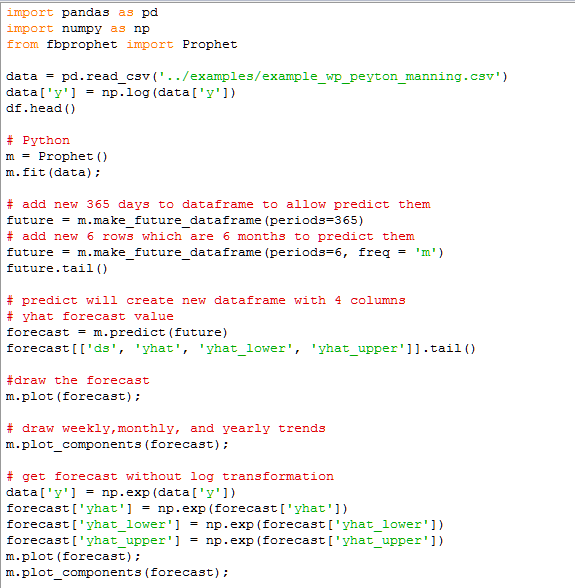 import pandas as pd
import numpy as np
from fbprophet import Prophet
data = pd.read_csv('../examples/example_wp_peyton_manning.csv')
data['y'] = np.log(data['y'])
df.head()
# Python
m = Prophet()
m.fit(data);
# add new 365 days to dataframe to allow predict them
future = m.make_future_dataframe(periods=365)
# add new 6 rows which are 6 months to predict them
future = m.make_future_dataframe(periods=6, freq = 'm')
future.tail()
# predict will create new dataframe with 4 columns
# yhat forecast value
forecast = m.predict(future)
forecast[['ds', 'yhat', 'yhat_lower', 'yhat_upper']].tail()
#draw the forecast
m.plot(forecast);
# draw weekly,monthly, and yearly trends
m.plot_components(forecast);
# get forecast without log transformation
data['y'] = np.exp(data['y'])
forecast['yhat'] = np.exp(forecast['yhat'])
forecast['yhat_lower'] = np.exp(forecast['yhat_lower'])
forecast['yhat_upper'] = np.exp(forecast['yhat_upper'])
m.plot(forecast);
m.plot_components(forecast);